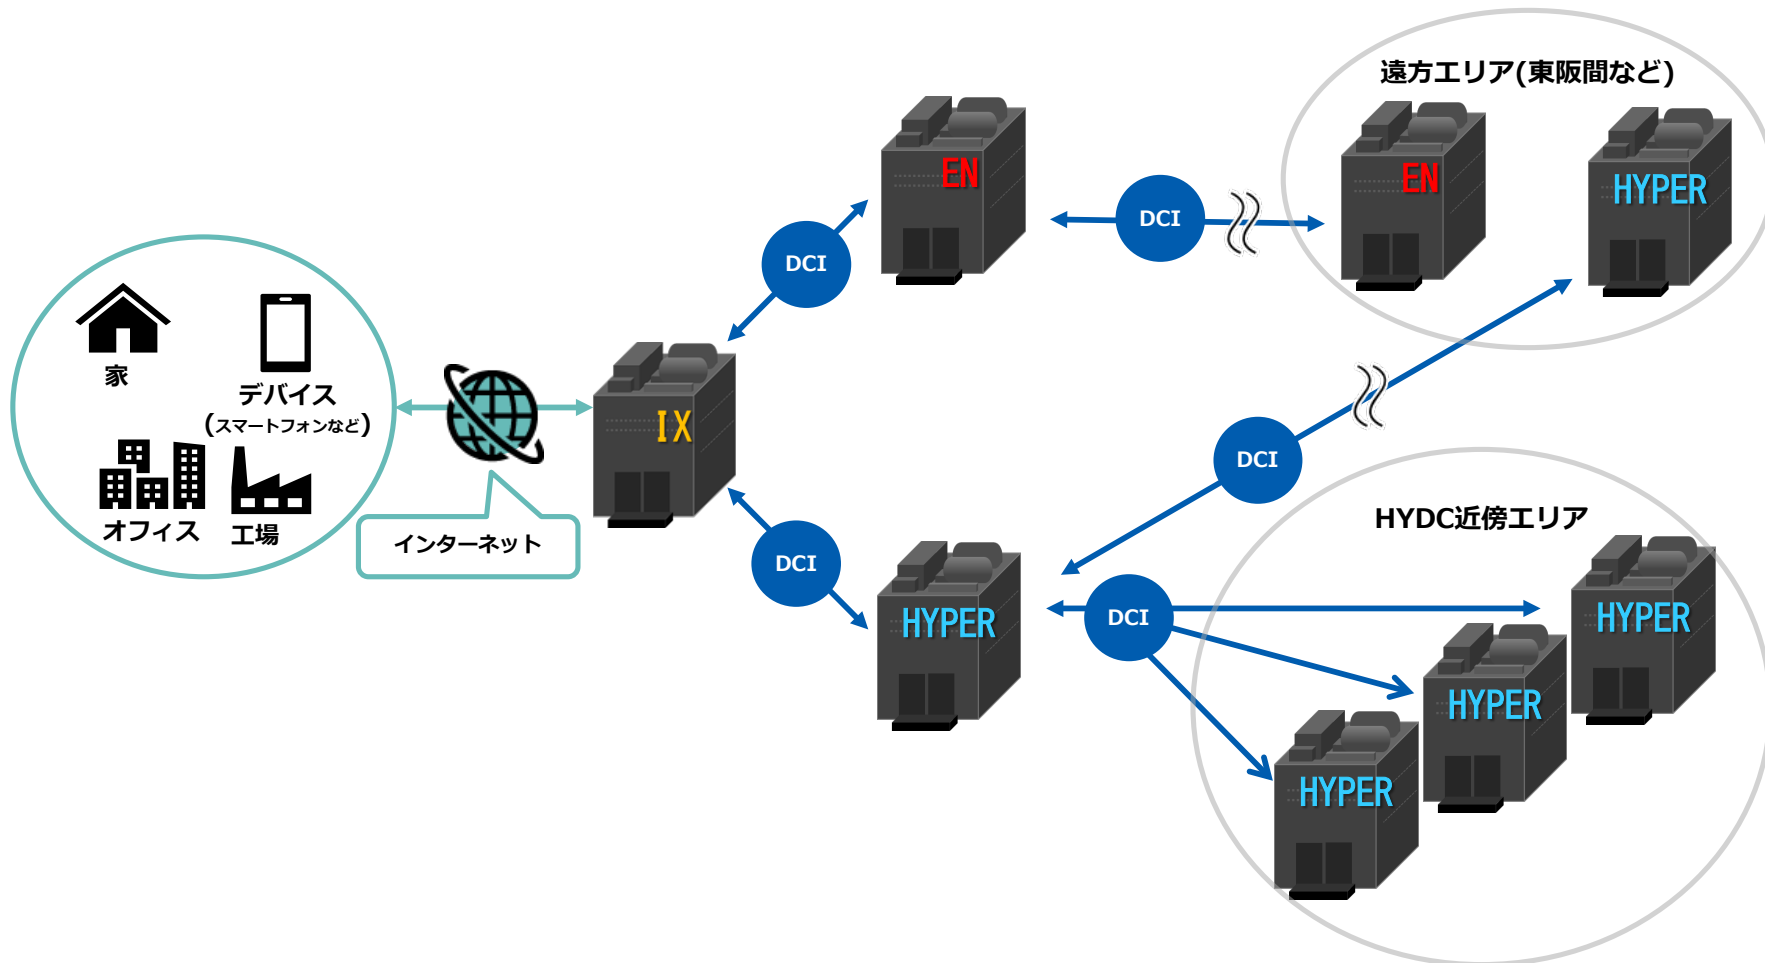 遠方エリア(東阪間など)
EN
EN
HYPER
DCI
DCI
家
デバイス
(スマートフォンなど)
IX
オフィス
工場
インターネット
DCI
DCI
HYDC近傍エリア
HYPER
DCI
HYPER
HYPER
HYPER